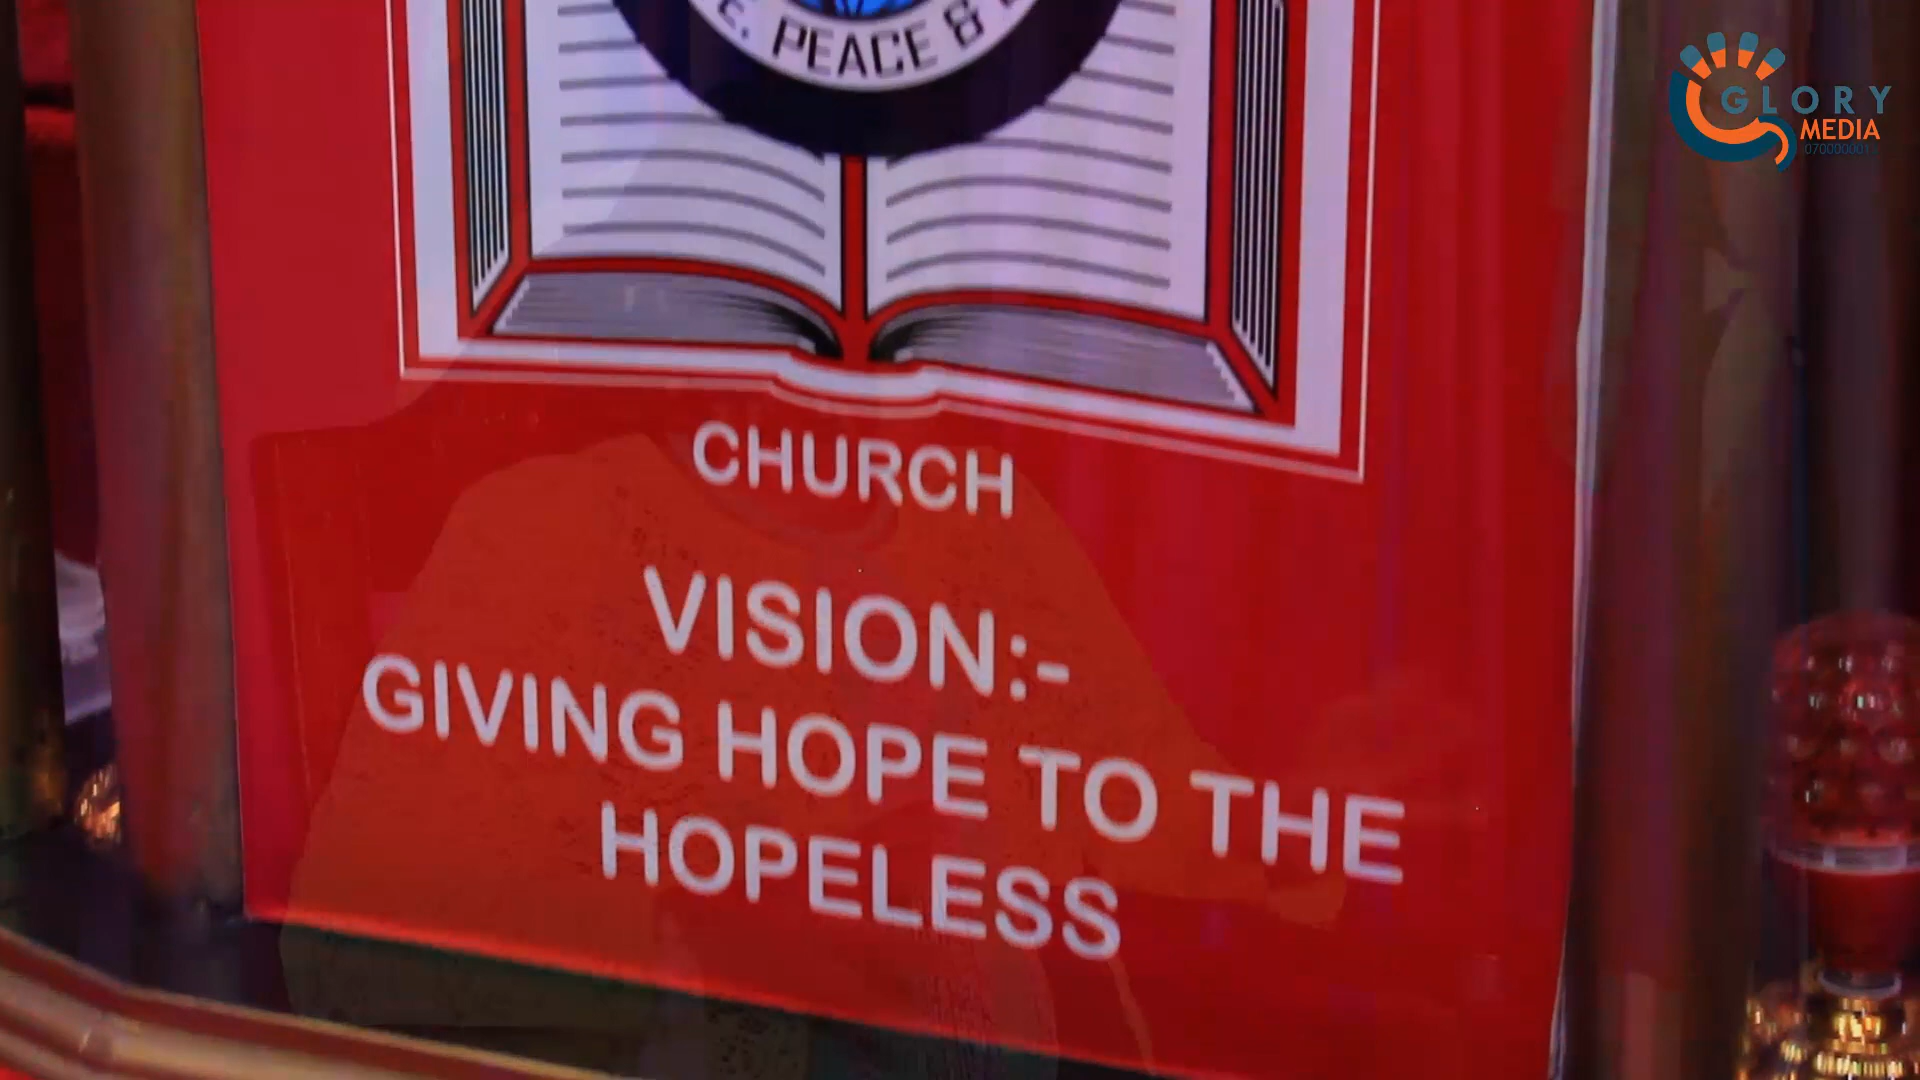 PEACE &
CHURCH
VISION:-
GIVING HOPE TO THE
HOPELESS
GLORY
MEDIA